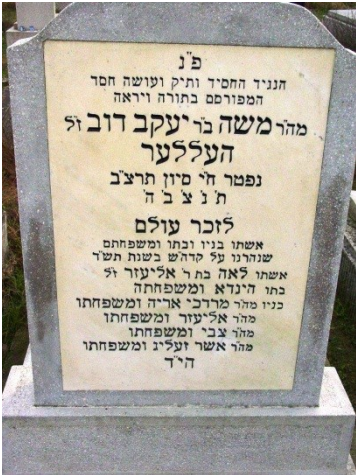 פ"נ
הנגיד החסיד ותיק ועושה חסד
המפורסם בתורה ויראה
מה"ר משה ב"ר יעקב דוב ז"ל
העללער
נפטר ח"י סיון תרצ"ב
ת' נ' צ' ב' ה'
לזכר עולם
אשתו בניו ובתו ומשפחתם
שנהרגו על קדה"ש בשנת תש"ד
אשתו לאה בת ר' אליעזר ז"ל
בתו הינדא ומשפחתה
בניו מה"ר מרדכי אריה ומשפחתו
מה"ר אליעזר ומשפחתו
מה"ר צבי ומשפחתו
מה"ר אשר זעליג ומשפחתו
הי"ד